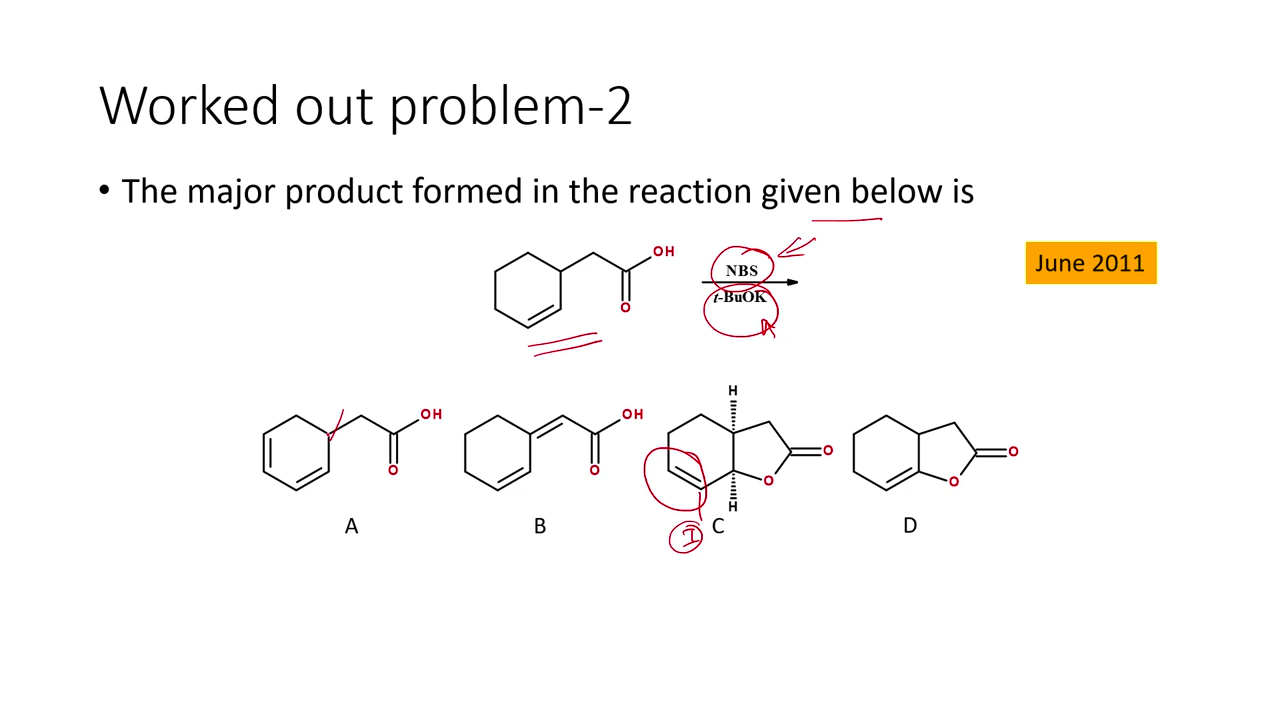 Worked out problem-2
• The major product formed in the reaction given below is
OH
O
NBS
t-BuOK
June 2011
OH
O
OH
O
H
O
O
H
O
O
A
B
I
C
D